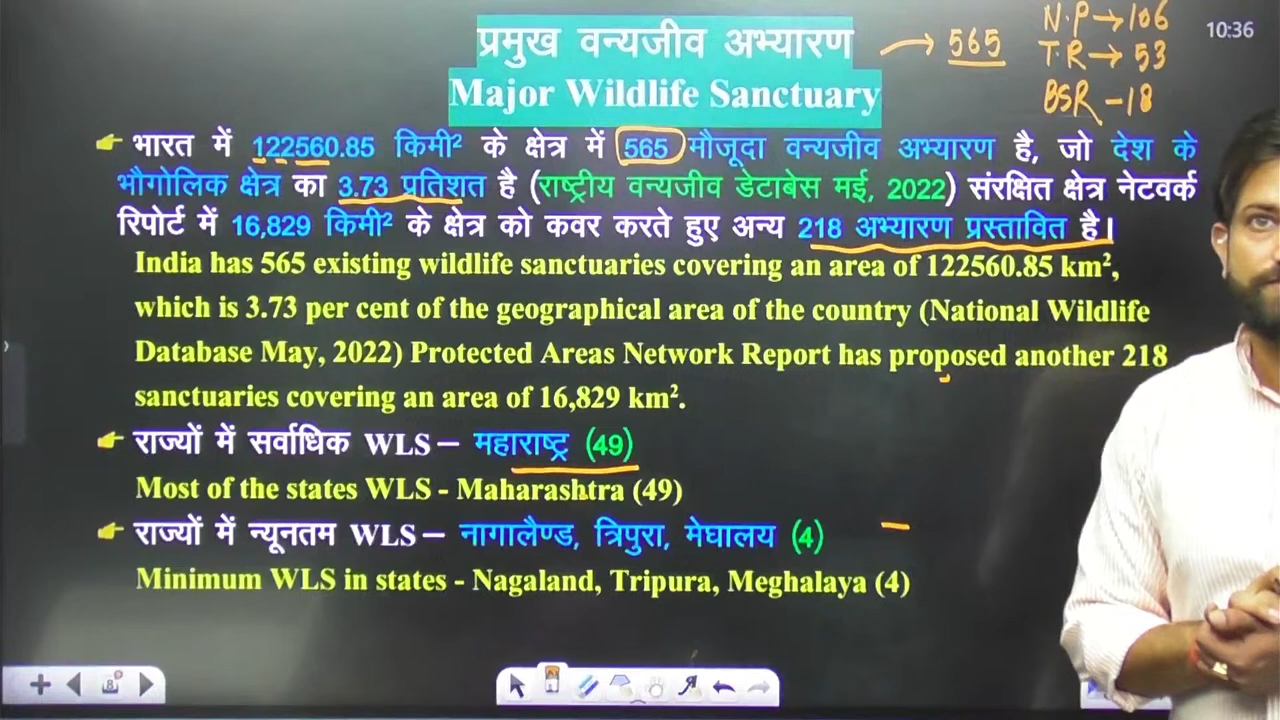 प्रमुख वन्यजीव अभ्यारण → 565
Major Wildlife Sanctuary
N.P → 106
T.R → 53
BSR - 18
10:36
भारत में 122560.85 किमी² के क्षेत्र में 565 मौजूदा वन्यजीव अभ्यारण है, जो देश के
भौगोलिक क्षेत्र का 3.73 प्रतिशत है (राष्ट्रीय वन्यजीव डेटाबेस मई, 2022) संरक्षित क्षेत्र नेटवर्क
रिपोर्ट में 16,829 किमी² के क्षेत्र को कवर करते हुए अन्य 218 अभ्यारण प्रस्तावित है।
India has 565 existing wildlife sanctuaries covering an area of 122560.85 km²,
which is 3.73 per cent of the geographical area of the country (National Wildlife
Database May, 2022) Protected Areas Network Report has proposed another 218
sanctuaries covering an area of 16,829 km².
राज्यों में सर्वाधिक WLS – महाराष्ट्र (49)
Most of the states WLS - Maharashtra (49)
राज्यों में न्यूनतम WLS – नागालैण्ड, त्रिपुरा, मेघालय (4)
Minimum WLS in states - Nagaland, Tripura, Meghalaya (4)